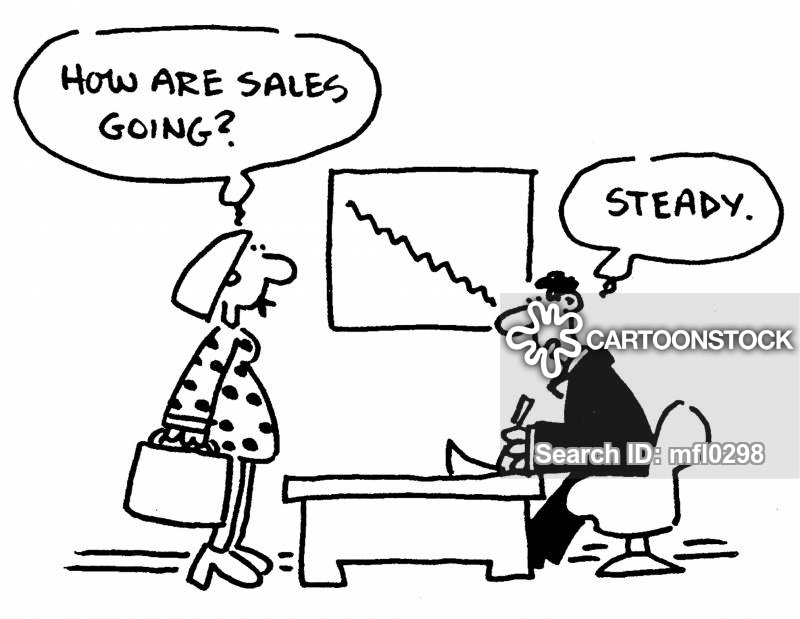 HOW ARE SALES
GOING?
STEADY.
CARTOONSTOCK
Search ID: mfl0298